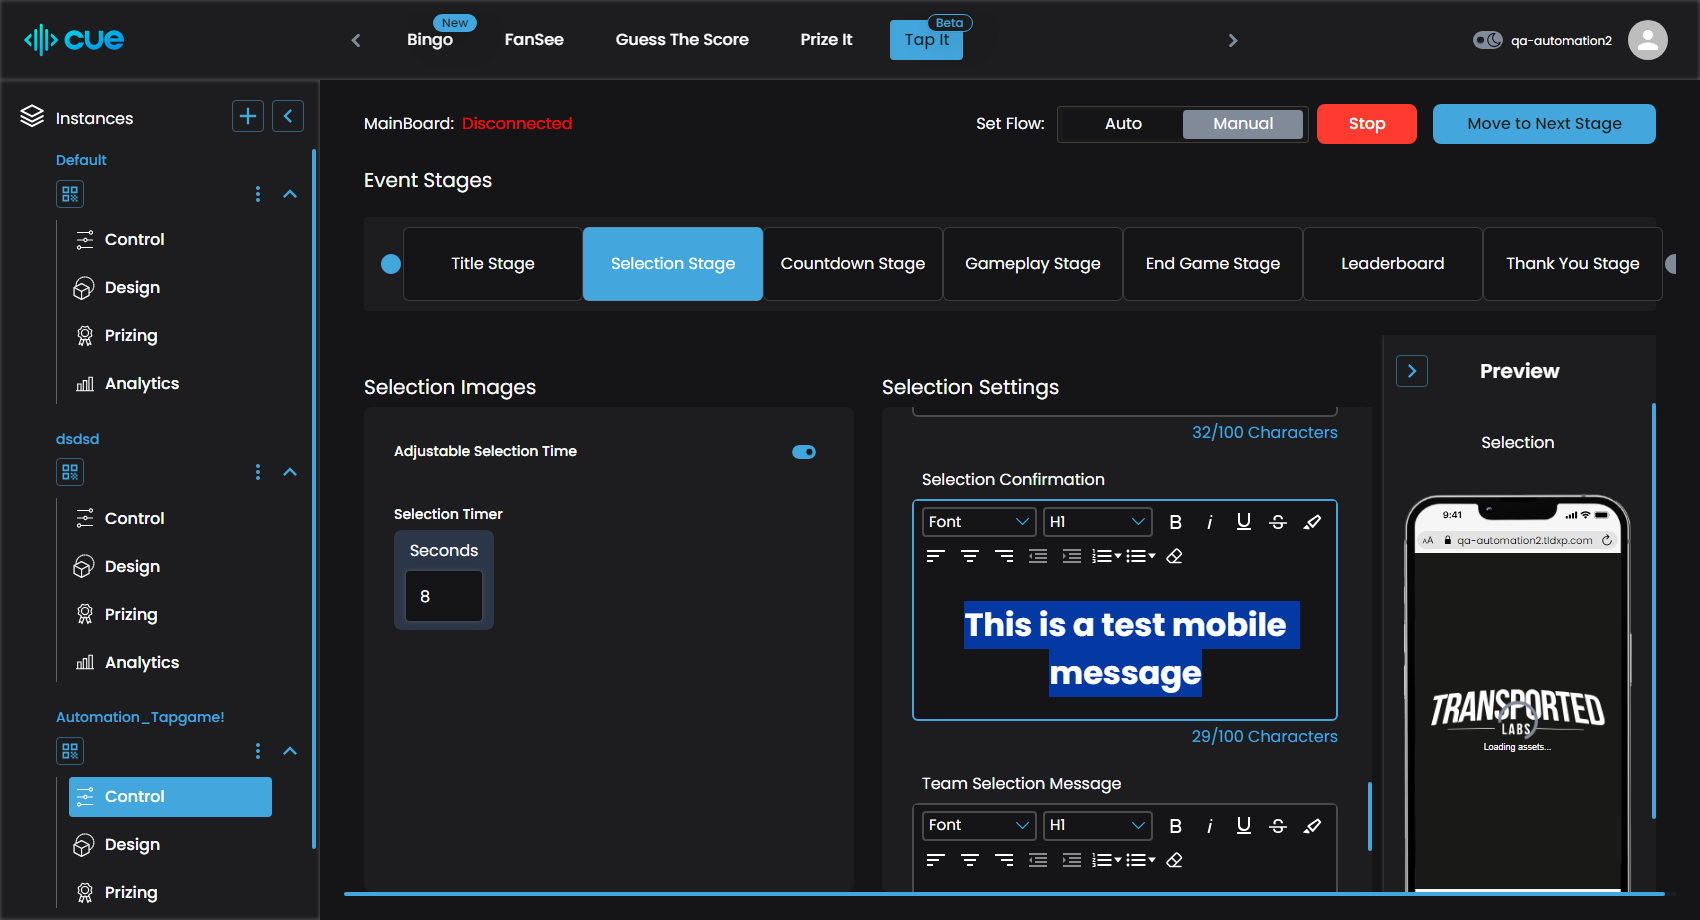 cue
New
Bingo
FanSee
Guess The Score
Prize It
Beta
Tap It
qa-automation2
Instances
Default
Control
Design
Prizing
Analytics
dsdsd
Control
Design
Prizing
Analytics
Automation_Tapgame!
Control
Design
Prizing
MainBoard: Disconnected
Set Flow:
Auto
Manual
Stop
Move to Next Stage
Event Stages
Title Stage
Selection Stage
Countdown Stage
Gameplay Stage
End Game Stage
Leaderboard
Thank You Stage
Selection Images
Adjustable Selection Time
Selection Timer
Seconds
8
Selection Settings
32/100 Characters
Selection Confirmation
Font
H1
B
i
U
S
This is a test mobile
message
29/100 Characters
Team Selection Message
Font
H1
B
i
U
S
Preview
Selection
9:41
AA
qa-automation2.tldxp.com
TRANSPORTED
LABS
Loading assets...